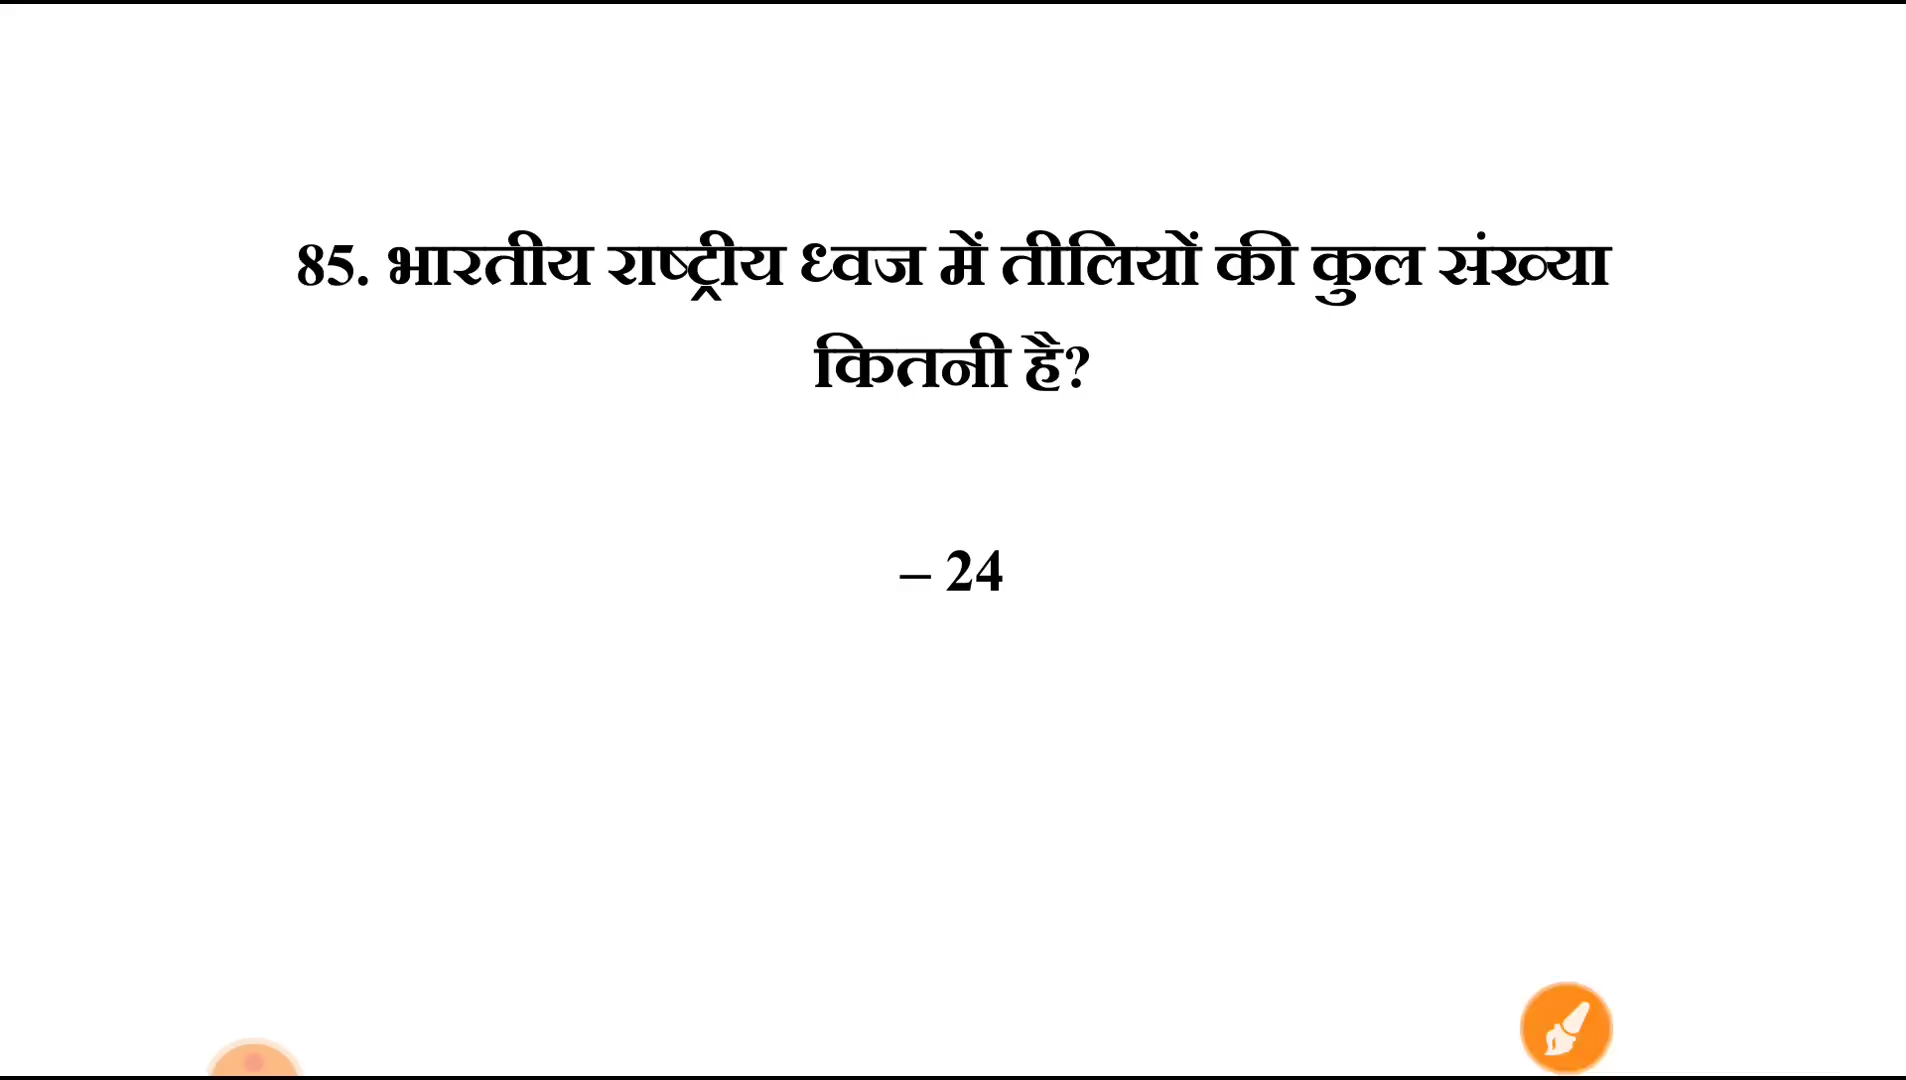 85. भारतीय राष्ट्रीय ध्वज में तीलियों की कुल संख्या
कितनी है?
– 24